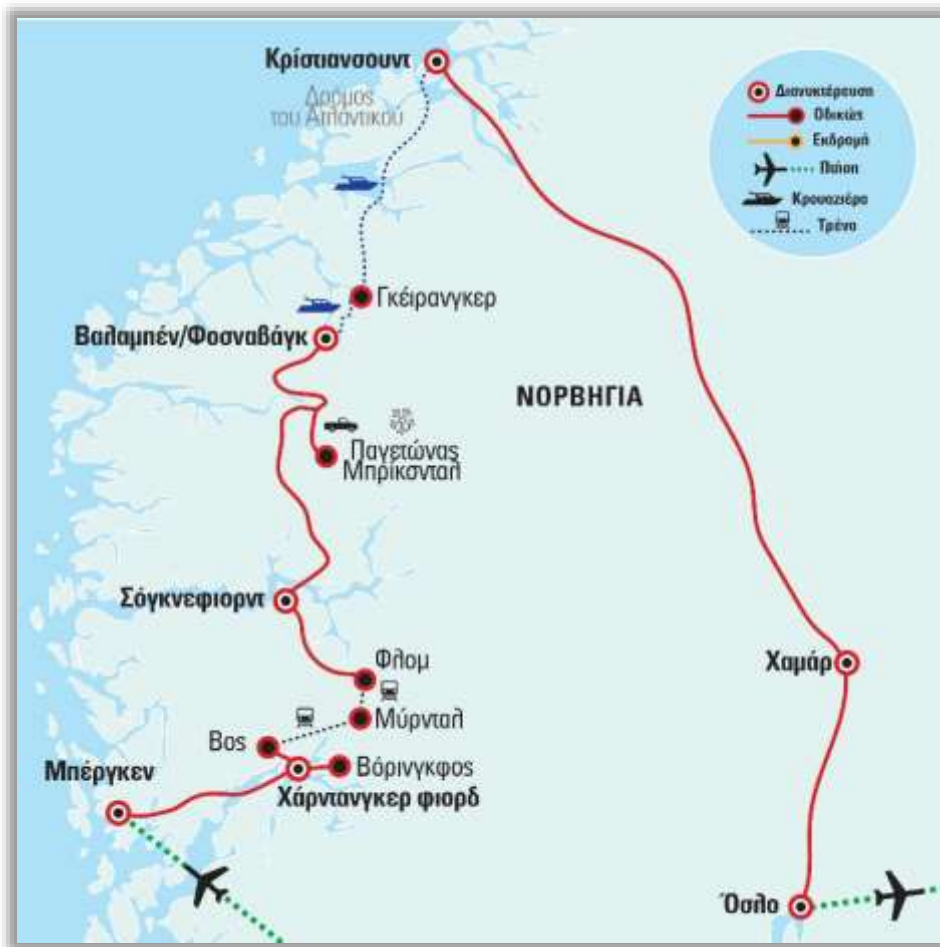 Κρίστιανσουντ
Δρόμος
του Ατλαντικού
Διανυκτέρευση
Οδικώς
Εκδρομή
Πτήση
Κρουαζιέρα
Τρένο
Γκέιρανγκερ
Βαλαμπέν/Φοσναβάγκ
ΝΟΡΒΗΓΙΑ
Παγετώνας
Μπρίκσνταλ
Σόγκνεφιορντ
Φλομ
Μύρνταλ
Βος
Βόρινγκφος
Μπέργκεν
Χάρντανγκερ φιορδ
Χαμάρ
Όσλο